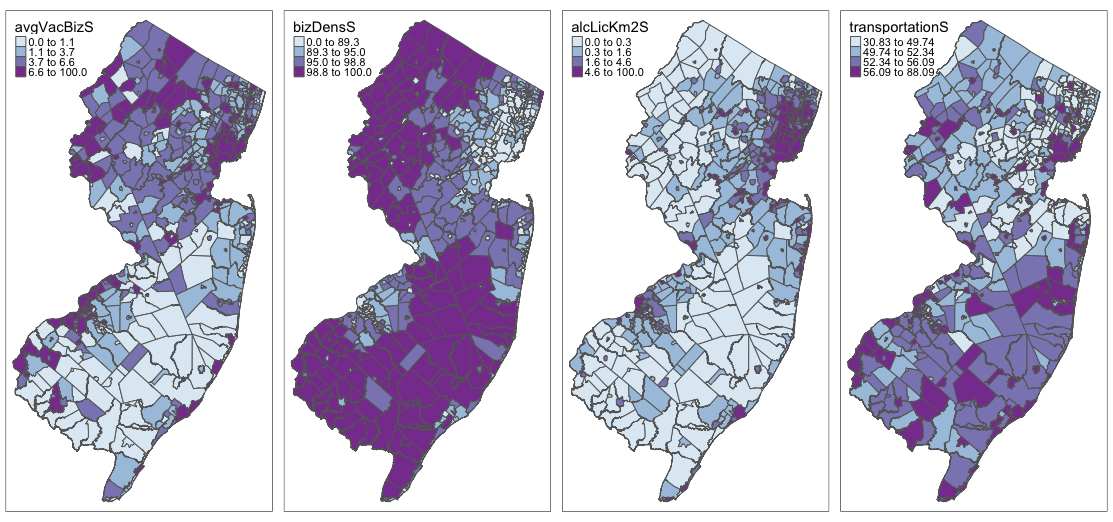 avgVacBizS
0.0 to 1.1
1.1 to 3.7
3.7 to 6.6
6.6 to 100.0
bizDensS
0.0 to 89.3
89.3 to 95.0
95.0 to 98.8
98.8 to 100.0
alcLicKm2S
0.0 to 0.3
0.3 to 1.6
1.6 to 4.6
4.6 to 100.0
transportationS
30.83 to 49.74
49.74 to 52.34
52.34 to 56.09
56.09 to 88.09